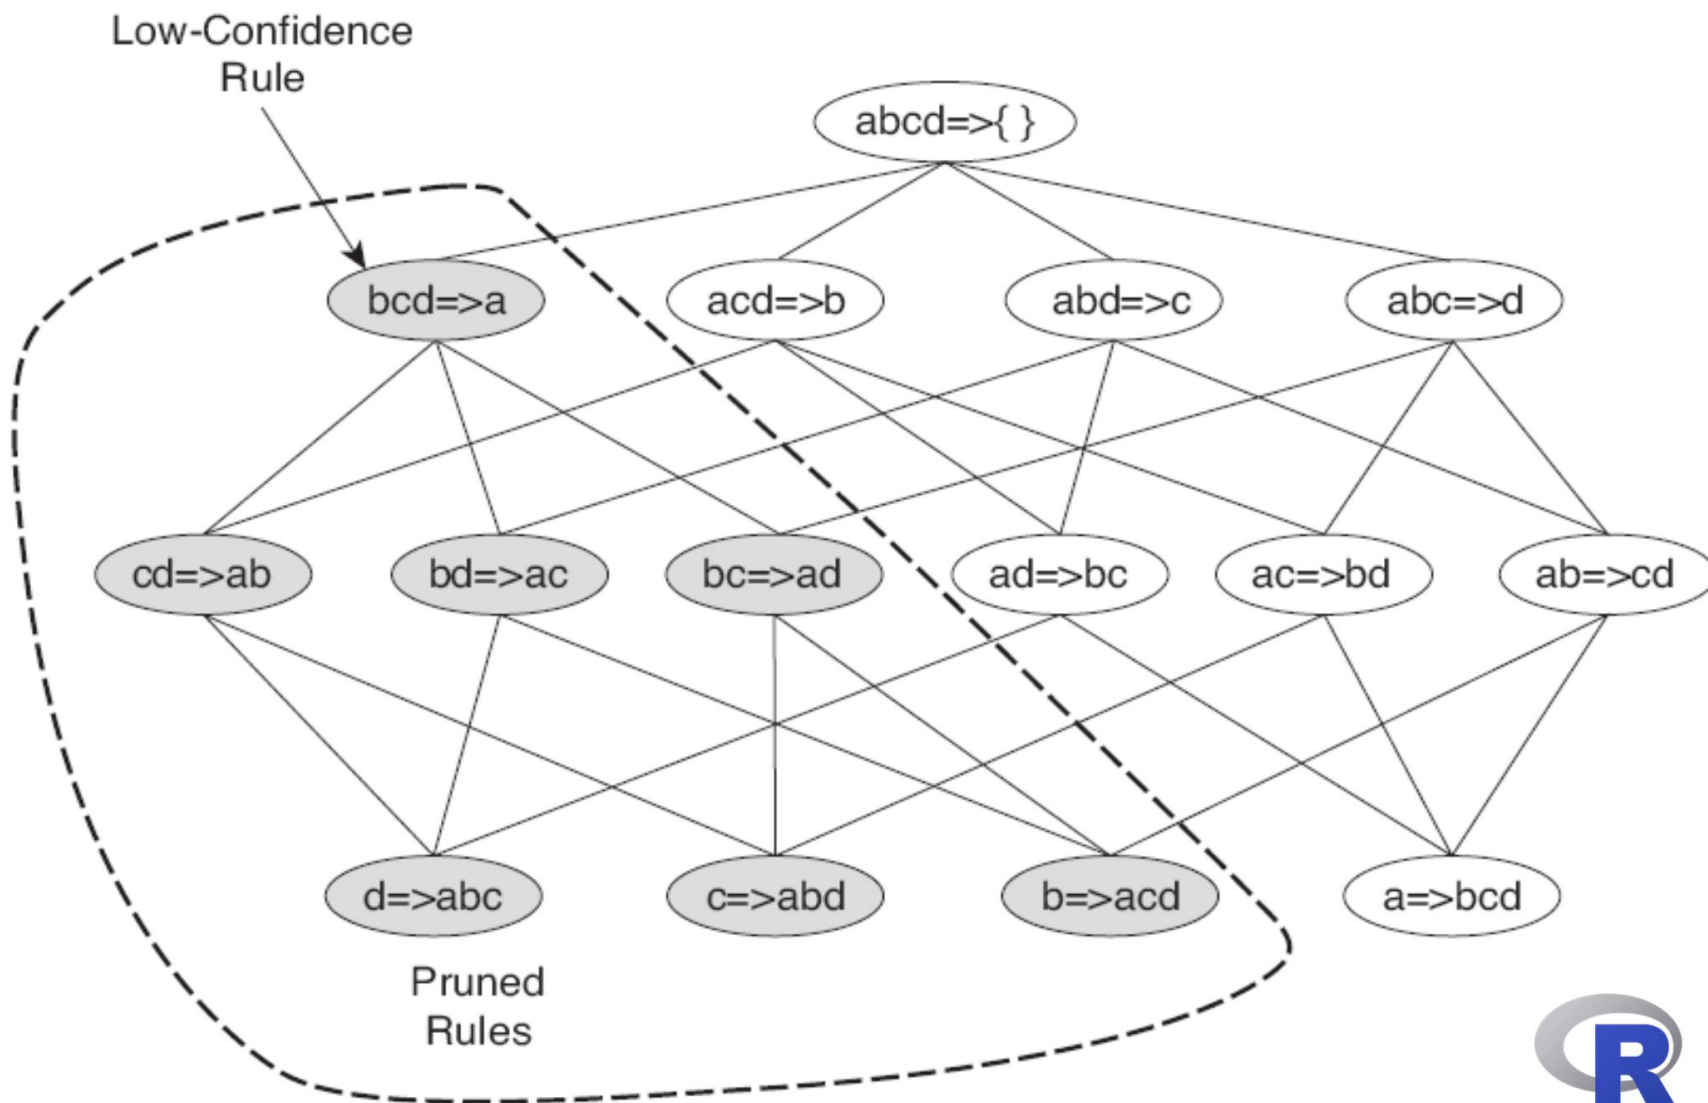 Low-Confidence
Rule
abcd=>{ }
bcd=>a
acd=>b
abd=>c
abc=>d
cd=>ab
bd=>ac
bc=>ad
ad=>bc
ac=>bd
ab=>cd
d=>abc
c=>abd
b=>acd
a=>bcd
Pruned
Rules
R